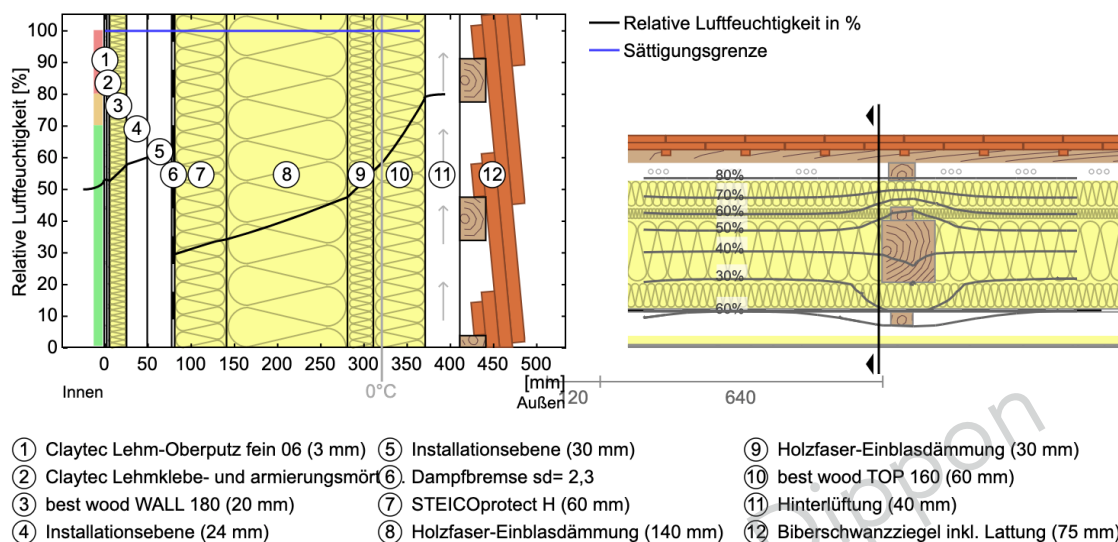 Relative Luftfeuchtigkeit [%]
100
90
80
70
60
50
40
30
20
10
0
1
2
3
4
5
6
7
8
9
10
11
12
0
50
100
150
200
250
300
350
400
450
500
[mm]
Innen
0°C
Außen
Relative Luftfeuchtigkeit in %
Sättigungsgrenze
80%
70%
60%
50%
40%
30%
60%
120
640
1 Claytec Lehm-Oberputz fein 06 (3 mm)
2 Claytec Lehmklebe- und armierungsmört.
3 best wood WALL 180 (20 mm)
4 Installationsebene (24 mm)
5 Installationsebene (30 mm)
6 Dampfbremse sd= 2,3
7 STEICOprotect H (60 mm)
8 Holzfaser-Einblasdämmung (140 mm)
9 Holzfaser-Einblasdämmung (30 mm)
10 best wood TOP 160 (60 mm)
11 Hinterlüftung (40 mm)
12 Biberschwanzziegel inkl. Lattung (75 mm)